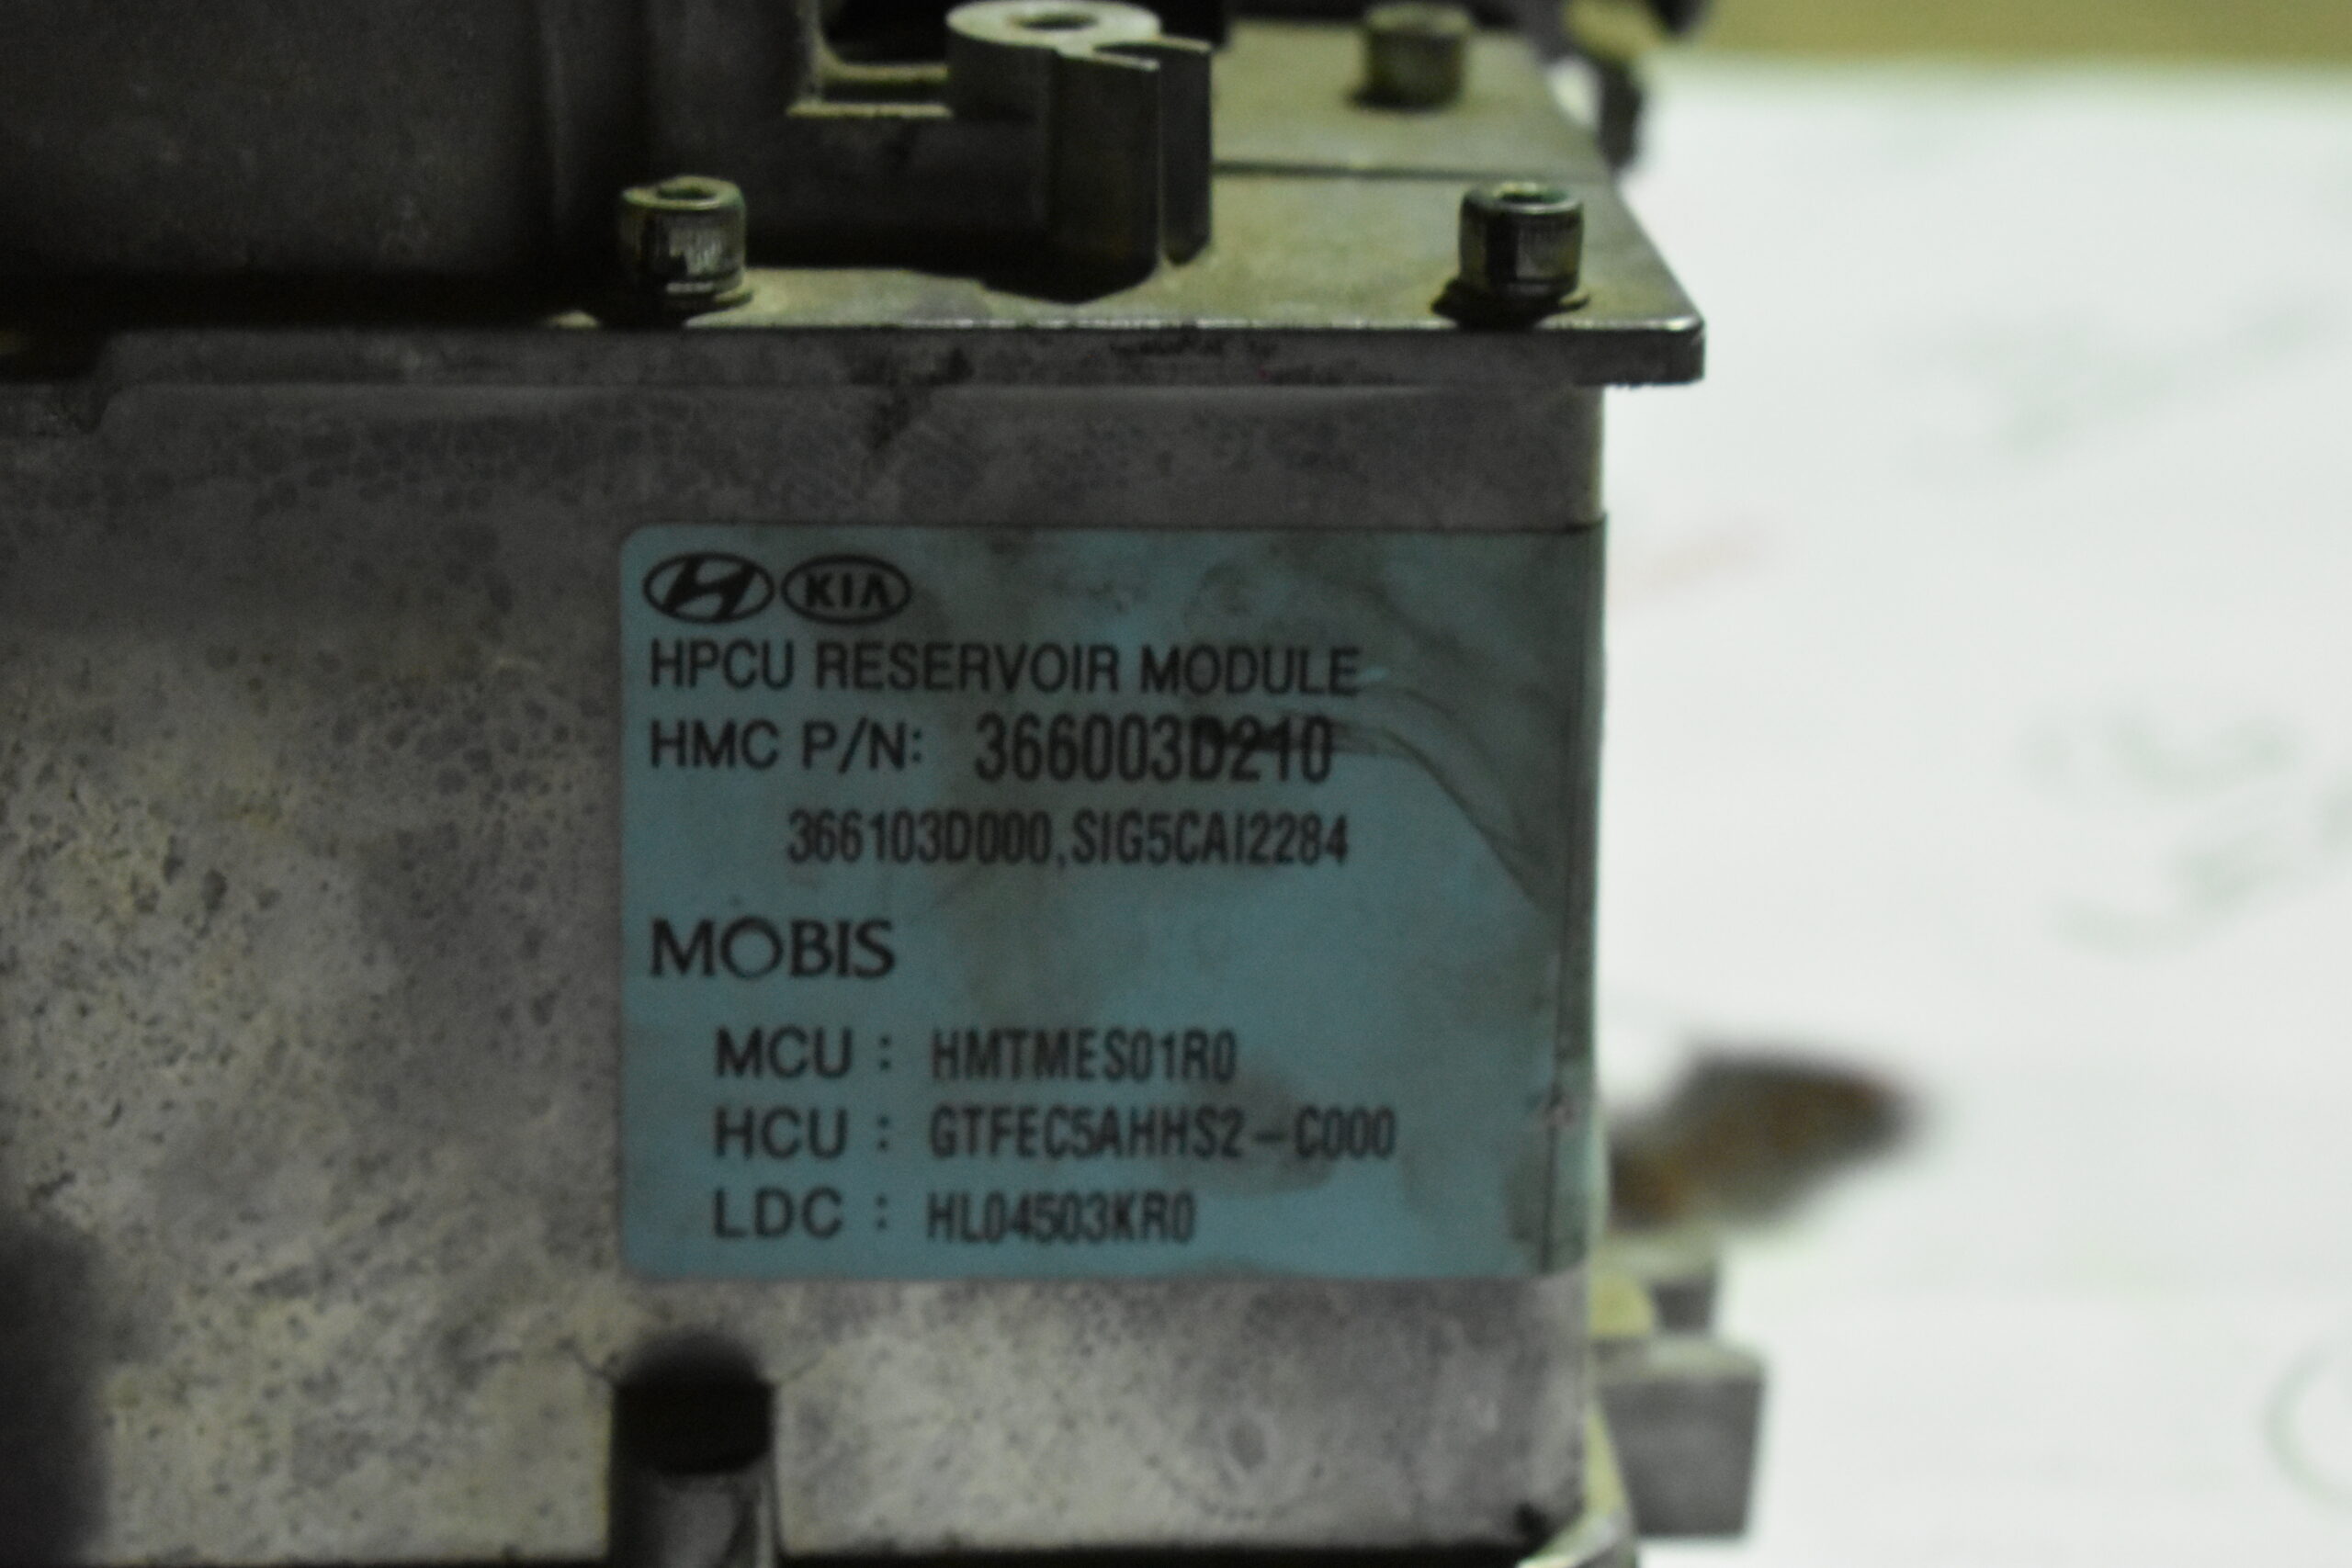 KIA
HPCU RESERVOIR MODULE
HMC P/N: 366003D210
366103D000,SIG5CAI2284
MOBIS
MCU : HMTMES01R0
HCU : GTFEC5AHHS2-C000
LDC : HL04503KR0